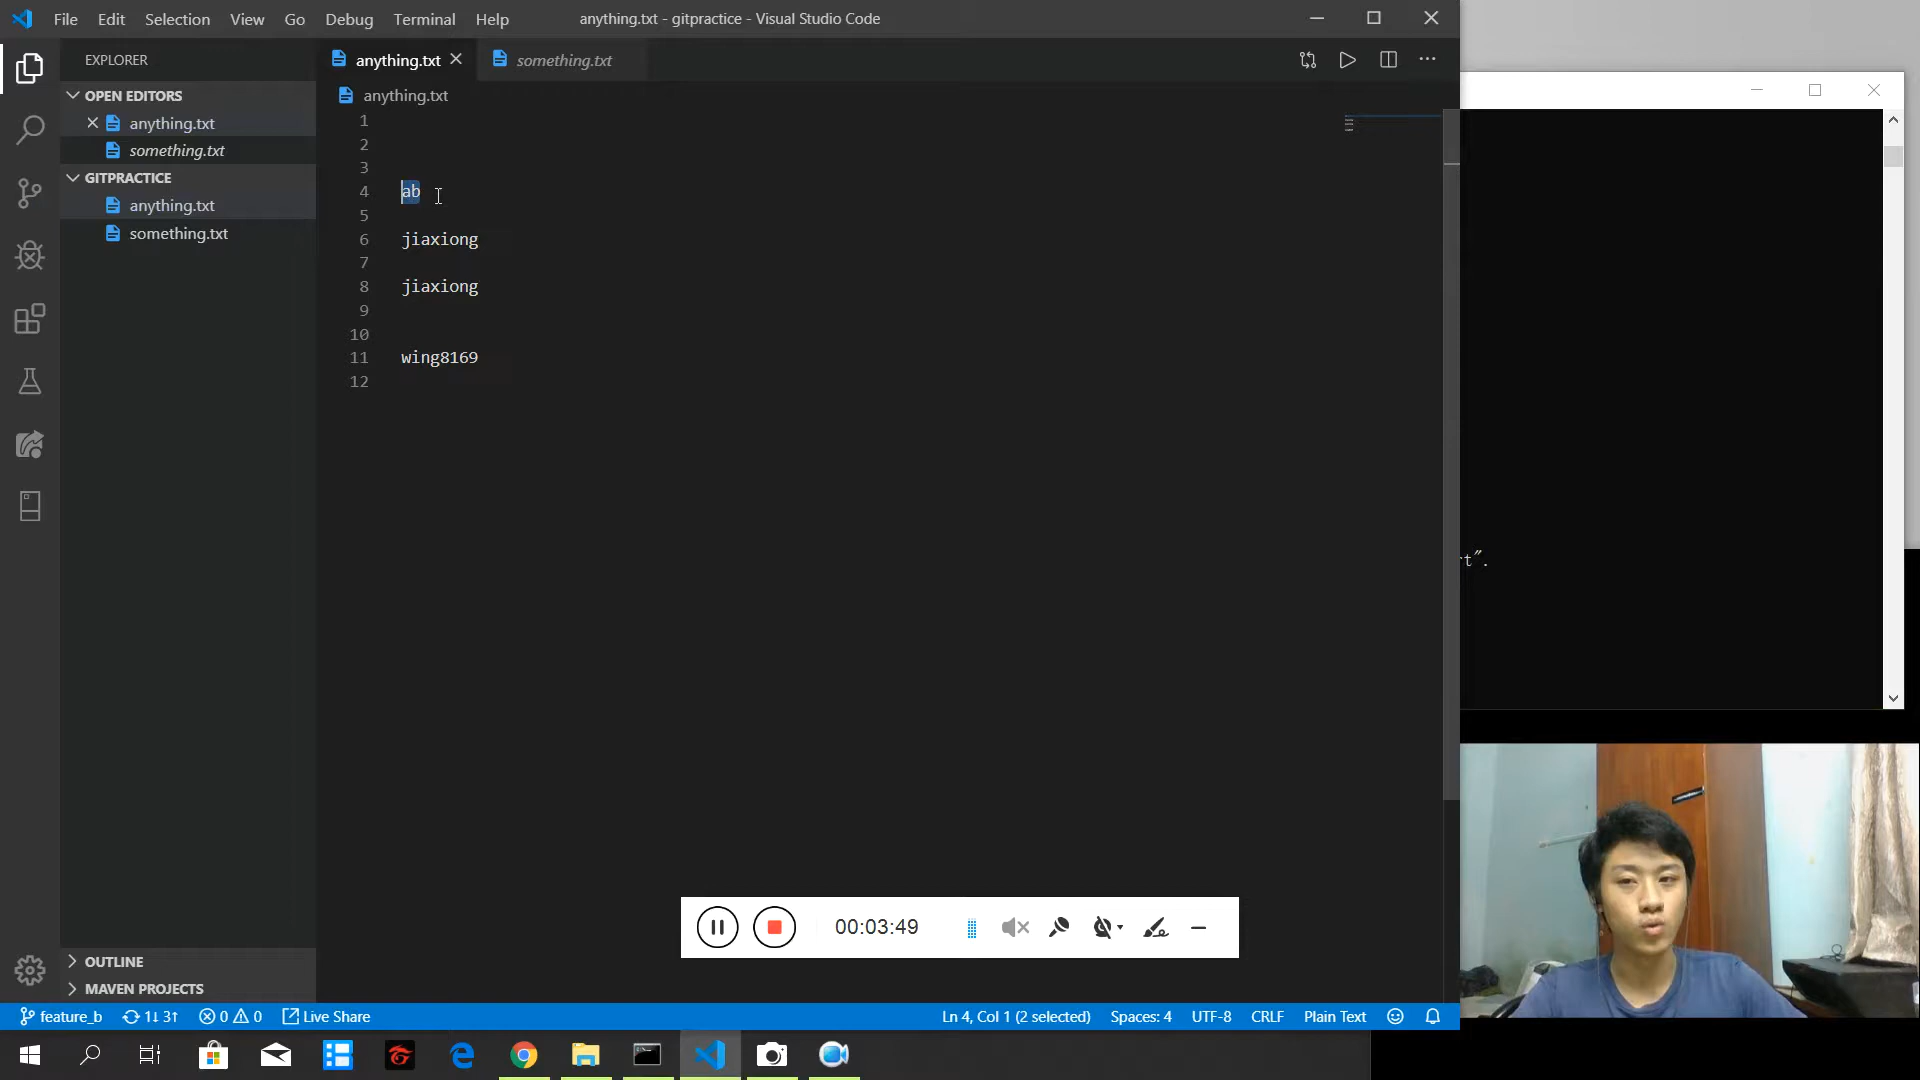 File Edit Selection View Go Debug Terminal Help
anything.txt - gitpractice - Visual Studio Code
EXPLORER
OPEN EDITORS
anything.txt
something.txt
GITPRACTICE
anything.txt
something.txt
OUTLINE
MAVEN PROJECTS
anything.txt
something.txt
anything.txt
1
2
3
4 ab
5
6 jiaxiong
7
8 jiaxiong
9
10
11 wing8169
12
rt".
00:03:49
feature_b 1↓ 3↑ 0 0 Live Share
Ln 4, Col 1 (2 selected) Spaces: 4 UTF-8 CRLF Plain Text